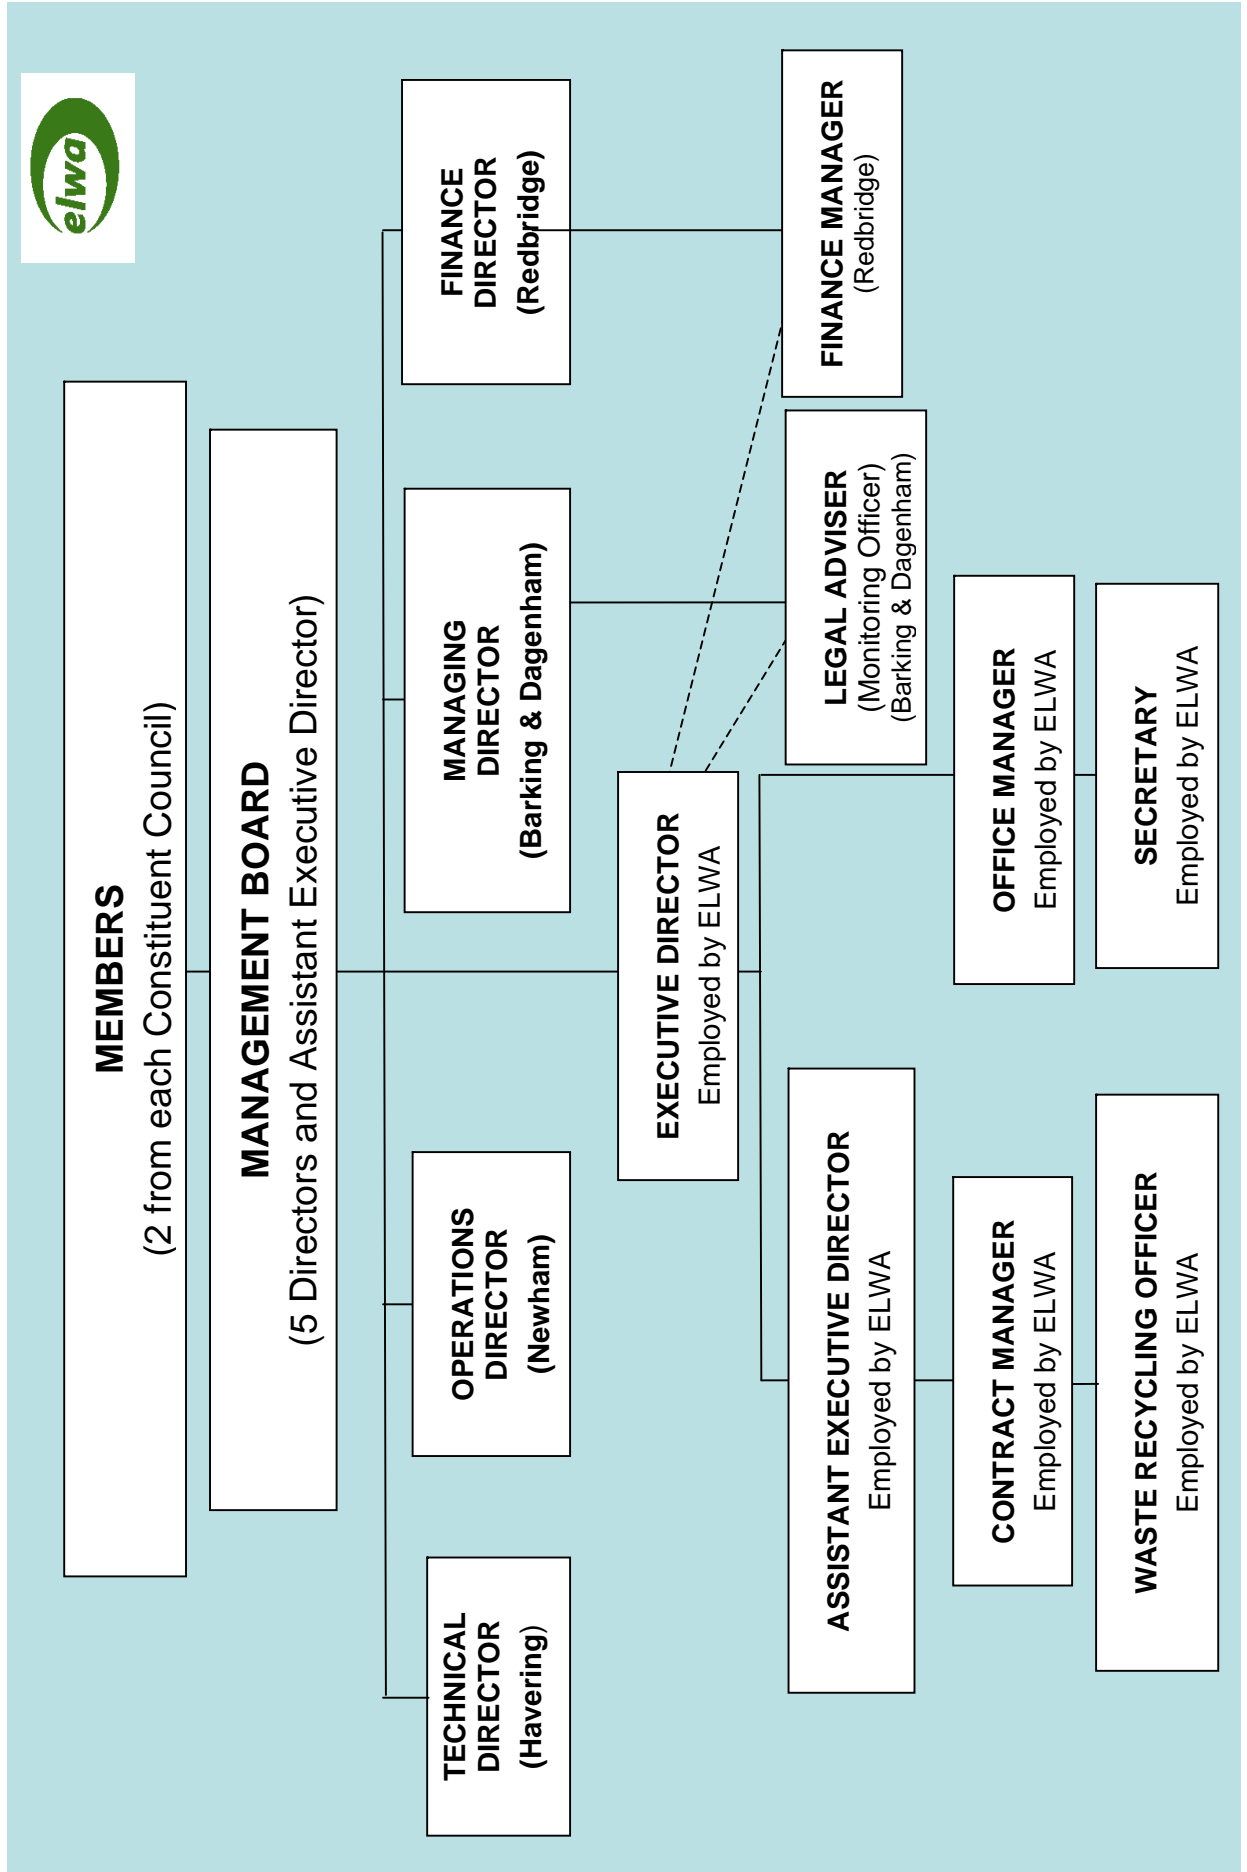 elwa
MEMBERS
(2 from each Constituent Council)
MANAGEMENT BOARD
(5 Directors and Assistant Executive Director)
TECHNICAL
DIRECTOR
(Havering)
OPERATIONS
DIRECTOR
(Newham)
MANAGING
DIRECTOR
(Barking & Dagenham)
FINANCE
DIRECTOR
(Redbridge)
EXECUTIVE DIRECTOR
Employed by ELWA
ASSISTANT EXECUTIVE DIRECTOR
Employed by ELWA
LEGAL ADVISER
(Monitoring Officer)
(Barking & Dagenham)
FINANCE MANAGER
(Redbridge)
CONTRACT MANAGER
Employed by ELWA
OFFICE MANAGER
Employed by ELWA
WASTE RECYCLING OFFICER
Employed by ELWA
SECRETARY
Employed by ELWA